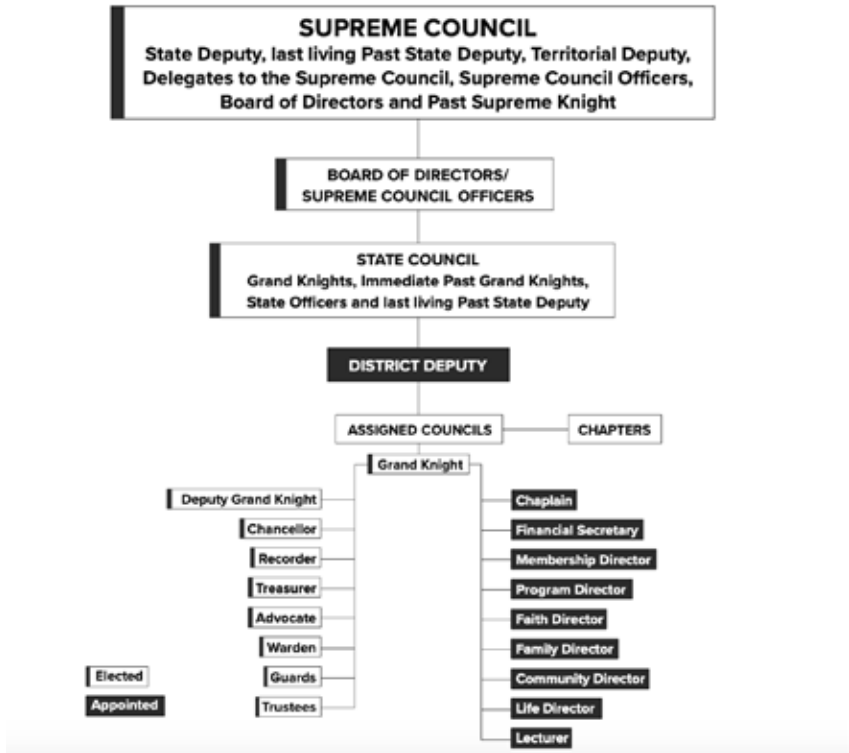 SUPREME COUNCIL
State Deputy, last living Past State Deputy, Territorial Deputy,
Delegates to the Supreme Council, Supreme Council Officers,
Board of Directors and Past Supreme Knight
BOARD OF DIRECTORS/
SUPREME COUNCIL OFFICERS
STATE COUNCIL
Grand Knights, Immediate Past Grand Knights,
State Officers and last living Past State Deputy
DISTRICT DEPUTY
ASSIGNED COUNCILS
CHAPTERS
Grand Knight
Deputy Grand Knight
Chancellor
Recorder
Treasurer
Advocate
Warden
Guards
Trustees
Chaplain
Financial Secretary
Membership Director
Program Director
Faith Director
Family Director
Community Director
Life Director
Lecturer
Elected
Appointed